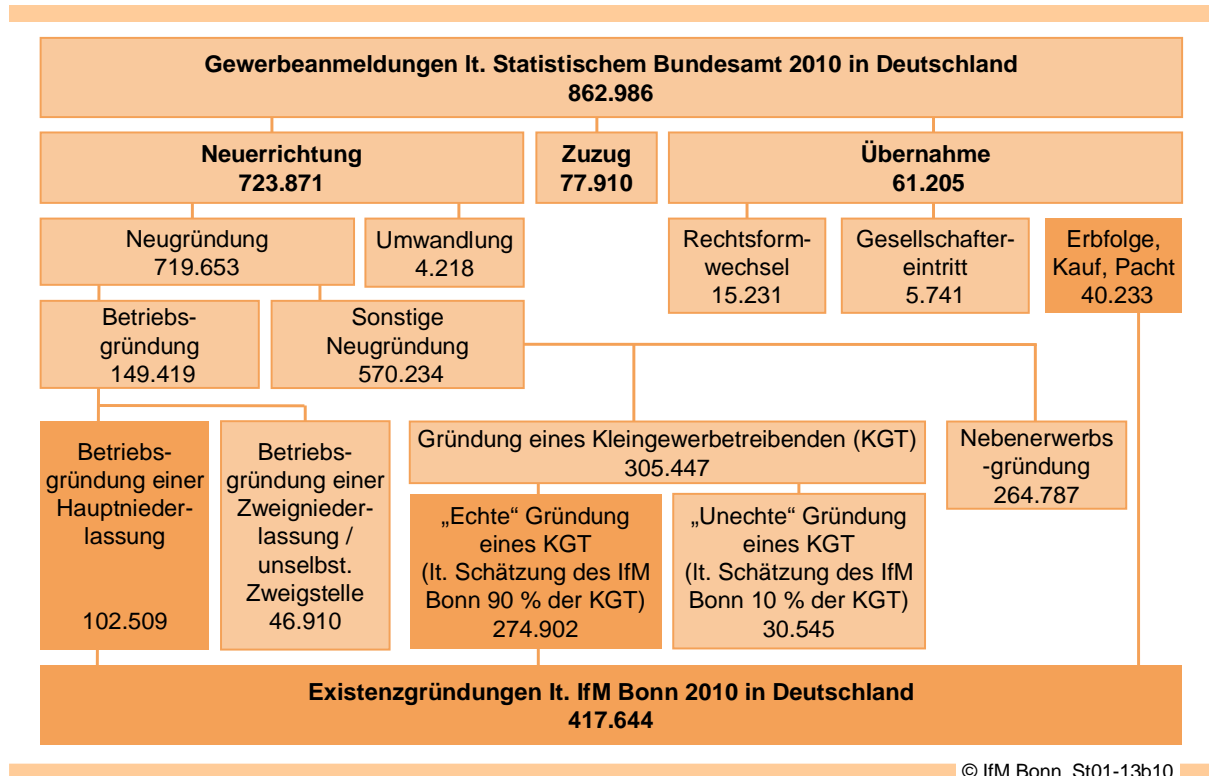 Gewerbeanmeldungen lt. Statistischem Bundesamt 2010 in Deutschland
862.986
Neuerrichtung
723.871
Zuzug
77.910
Übernahme
61.205
Neugründung
719.653
Umwandlung
4.218
Rechtsform-
wechsel
15.231
Gesellschafter-
eintritt
5.741
Erbfolge,
Kauf, Pacht
40.233
Betriebs-
gründung
149.419
Sonstige
Neugründung
570.234
Betriebs-
gründung einer
Hauptnieder-
lassung
102.509
Betriebs-
gründung einer
Zweignieder-
lassung /
unselbst.
Zweigstelle
46.910
Gründung eines Kleingewerbetreibenden (KGT)
305.447
Nebenerwerbs
-gründung
264.787
„Echte“ Gründung
eines KGT
(lt. Schätzung des IfM
Bonn 90 % der KGT)
274.902
„Unechte“ Gründung
eines KGT
(lt. Schätzung des IfM
Bonn 10 % der KGT)
30.545
Existenzgründungen lt. IfM Bonn 2010 in Deutschland
417.644
© IfM Bonn St01-13b10